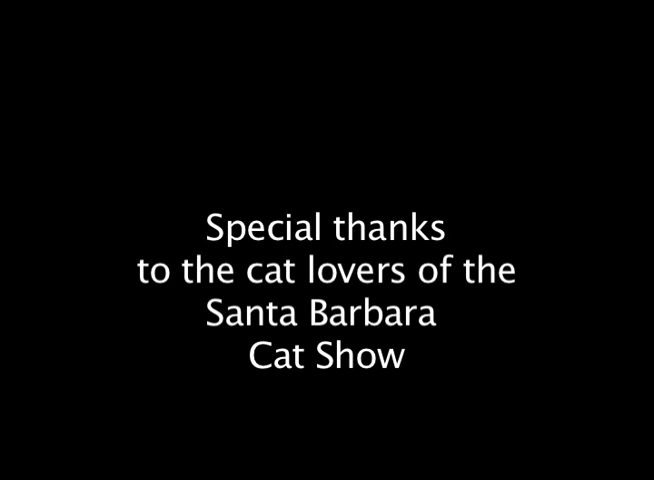 Special thanks
to the cat lovers of the
Santa Barbara
Cat Show